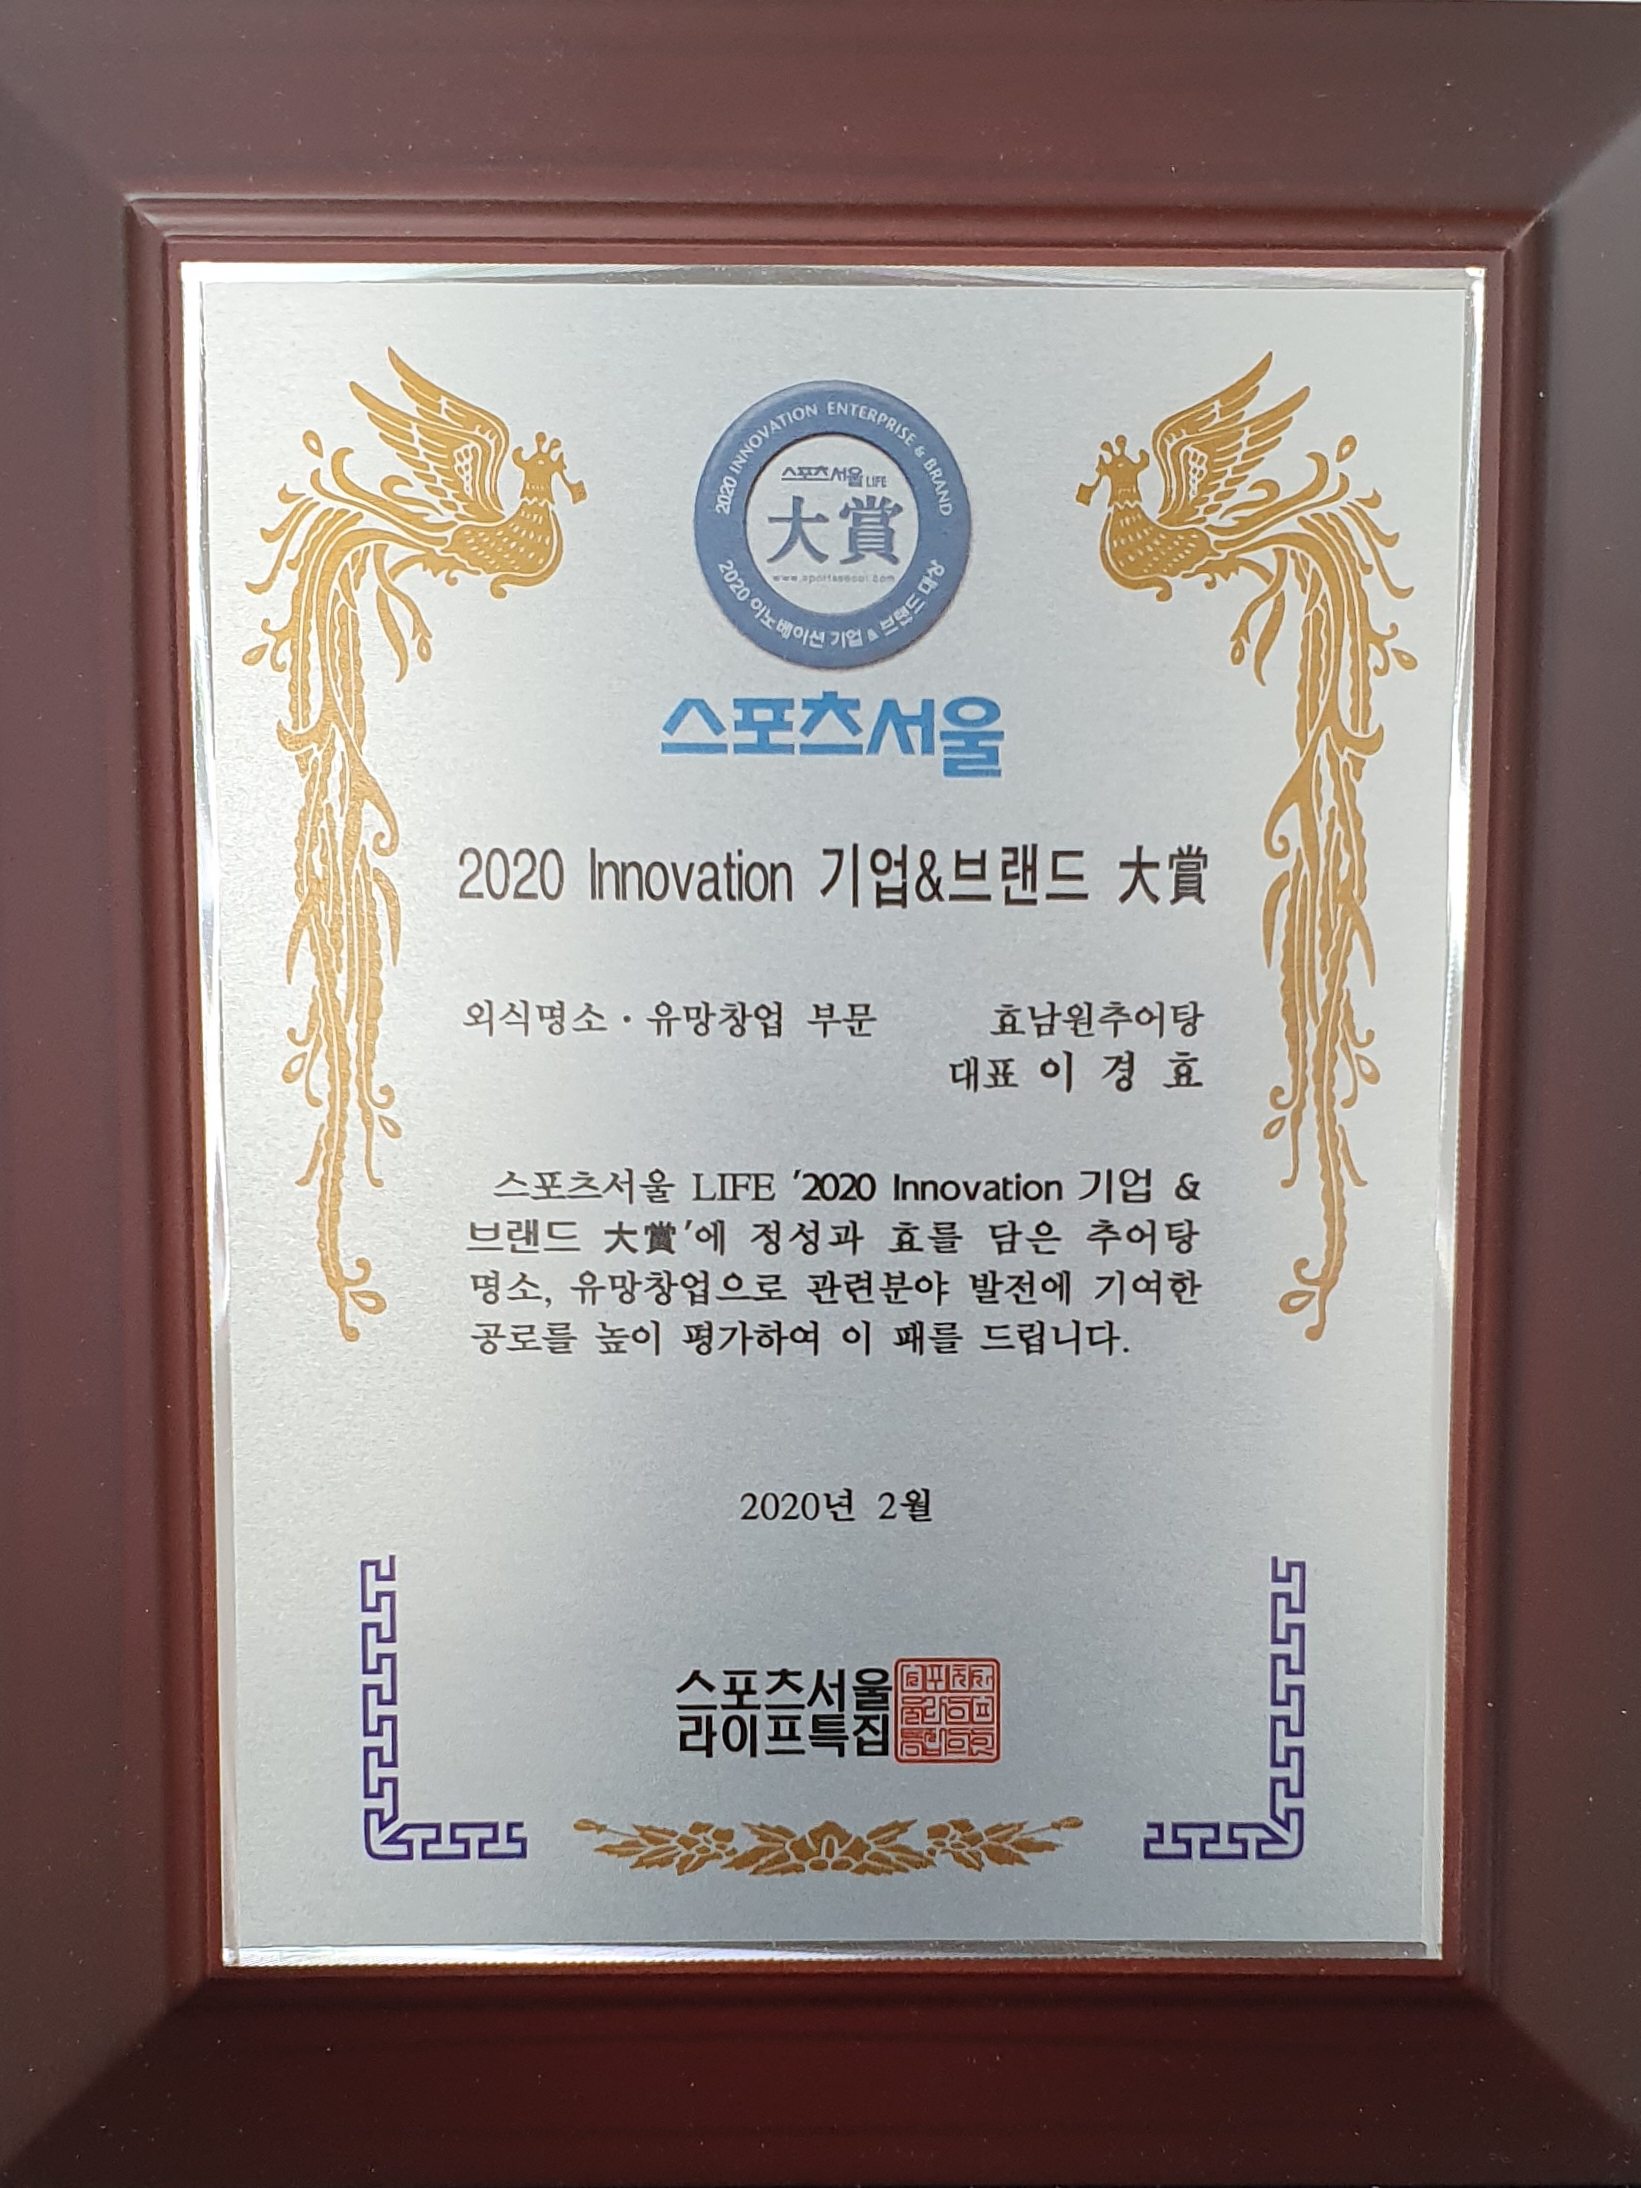 2020 INNOVATION ENTERPRISE & BRAND
스포츠서울 LIFE
大賞
www.sportsseoul.com
2020 이노베이션 기업 & 브랜드 대상
스포츠서울
2020 Innovation 기업&브랜드 大賞
외식명소·유망창업 부문 효남원추어탕
대표 이 경 효
스포츠서울 LIFE '2020 Innovation 기업 &
브랜드 大賞'에 정성과 효를 담은 추어탕
명소, 유망창업으로 관련분야 발전에 기여한
공로를 높이 평가하여 이 패를 드립니다.
2020년 2월
스포츠서울
라이프특집